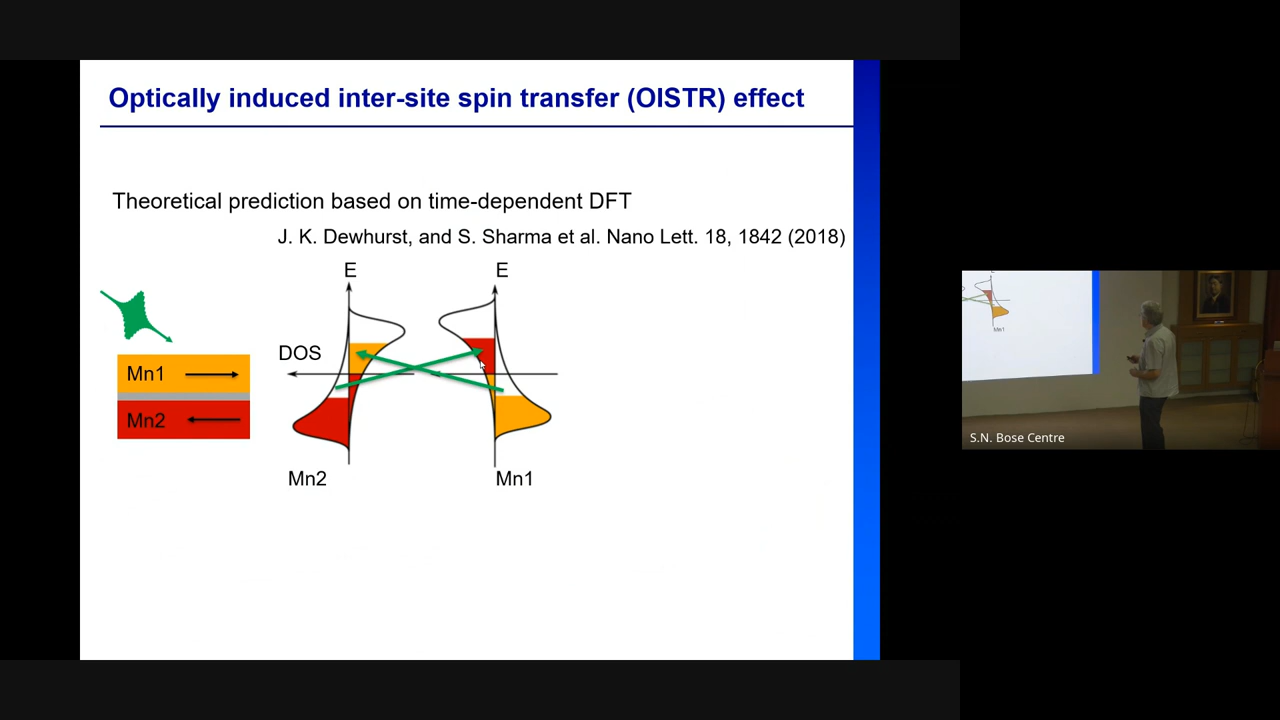 Optically induced inter-site spin transfer (OISTR) effect
Theoretical prediction based on time-dependent DFT
J. K. Dewhurst, and S. Sharma et al. Nano Lett. 18, 1842 (2018)
E
E
DOS
Mn1
Mn2
Mn2
Mn1
Mn1
S.N. Bose Centre